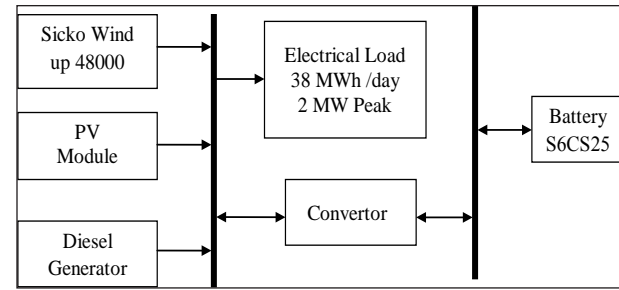 Sicko Wind
up 48000
PV
Module
Diesel
Generator
Electrical Load
38 MWh /day
2 MW Peak
Convertor
Battery
S6CS25